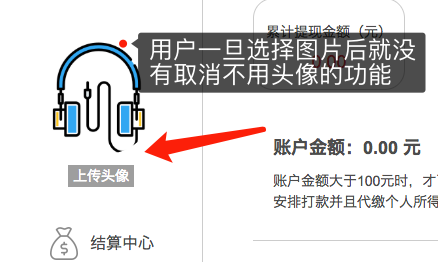 累计提现金额（元）
用户一旦选择图片后就没
有取消不用头像的功能
账户金额：0.00 元
上传头像
账户金额大于100元时，才
安排打款并且代缴个人所得
结算中心